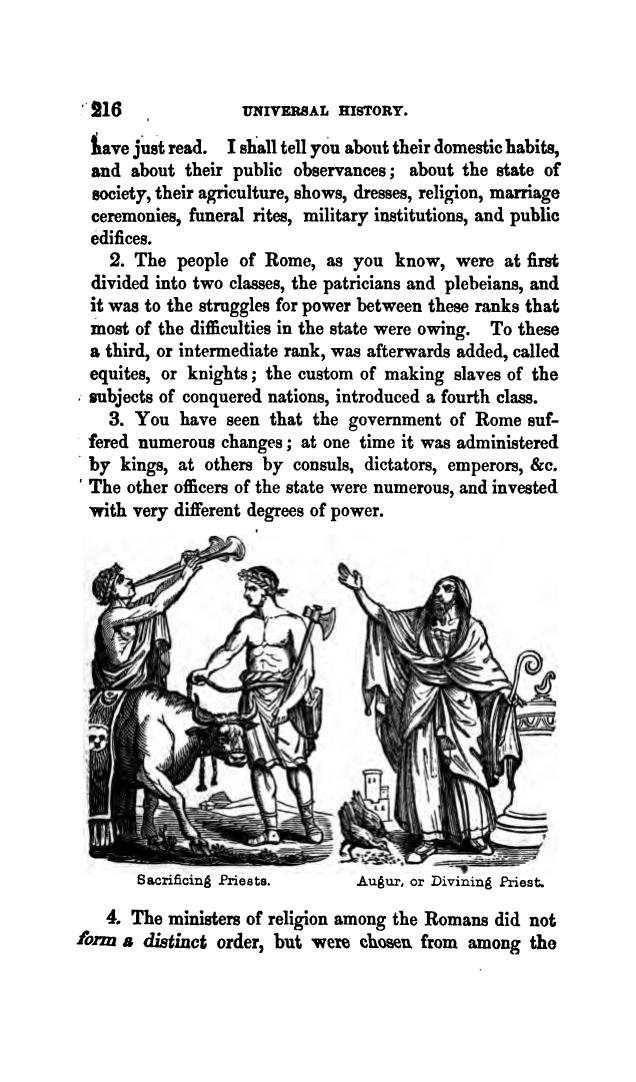 216 UNIVERSAL HISTORY.
have just read. I shall tell you about their domestic habits,
and about their public observances; about the state of
society, their agriculture, shows, dresses, religion, marriage
ceremonies, funeral rites, military institutions, and public
edifices.
2. The people of Rome, as you know, were at first
divided into two classes, the patricians and plebeians, and
it was to the struggles for power between these ranks that
most of the difficulties in the state were owing. To these
a third, or intermediate rank, was afterwards added, called
equites, or knights; the custom of making slaves of the
subjects of conquered nations, introduced a fourth class.
3. You have seen that the government of Rome suf-
fered numerous changes; at one time it was administered
by kings, at others by consuls, dictators, emperors, &c.
The other officers of the state were numerous, and invested
with very different degrees of power.
Sacrificing Priests.
Augur, or Divining Priest.
4. The ministers of religion among the Romans did not
form a distinct order, but were chosen from among the